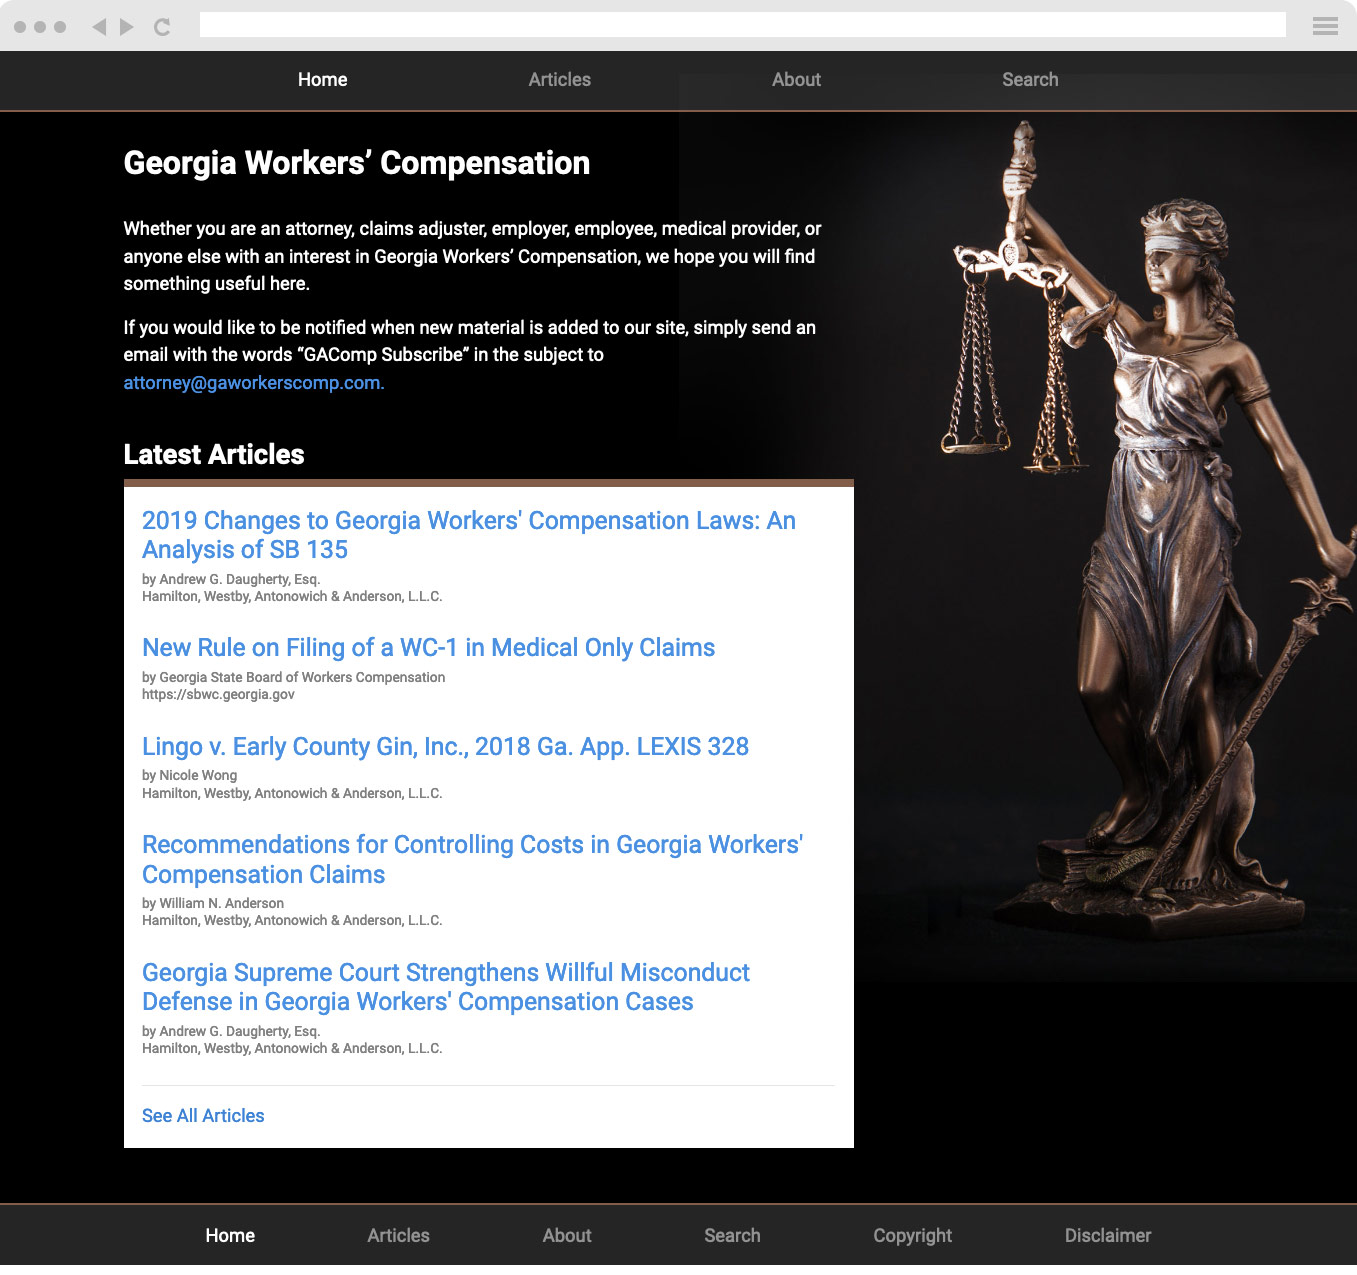 Home Articles About Search
Georgia Workers’ Compensation
Whether you are an attorney, claims adjuster, employer, employee, medical provider, or
anyone else with an interest in Georgia Workers’ Compensation, we hope you will find
something useful here.
If you would like to be notified when new material is added to our site, simply send an
email with the words “GAComp Subscribe” in the subject to
attorney@gaworkerscomp.com.
Latest Articles
2019 Changes to Georgia Workers' Compensation Laws: An
Analysis of SB 135
by Andrew G. Daugherty, Esq.
Hamilton, Westby, Antonowich & Anderson, L.L.C.
New Rule on Filing of a WC-1 in Medical Only Claims
by Georgia State Board of Workers Compensation
https://sbwc.georgia.gov
Lingo v. Early County Gin, Inc., 2018 Ga. App. LEXIS 328
by Nicole Wong
Hamilton, Westby, Antonowich & Anderson, L.L.C.
Recommendations for Controlling Costs in Georgia Workers'
Compensation Claims
by William N. Anderson
Hamilton, Westby, Antonowich & Anderson, L.L.C.
Georgia Supreme Court Strengthens Willful Misconduct
Defense in Georgia Workers' Compensation Cases
by Andrew G. Daugherty, Esq.
Hamilton, Westby, Antonowich & Anderson, L.L.C.
See All Articles
Home Articles About Search Copyright Disclaimer